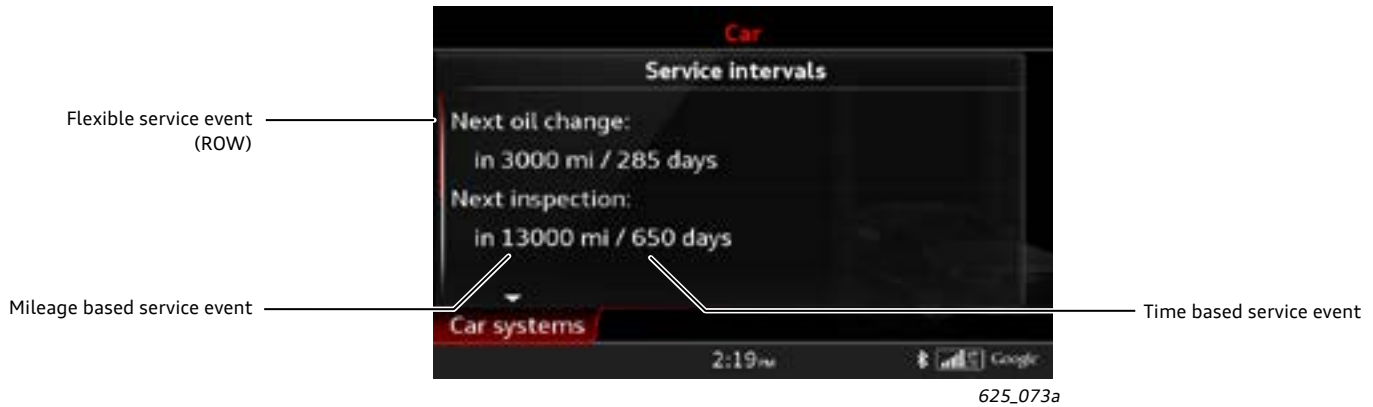 Car
Service intervals
Flexible service event
(ROW)
Next oil change:
in 3000 mi / 285 days
Next inspection:
in 13000 mi / 650 days
Mileage based service event
Time based service event
Car systems
2:19PM
Google
625_073a